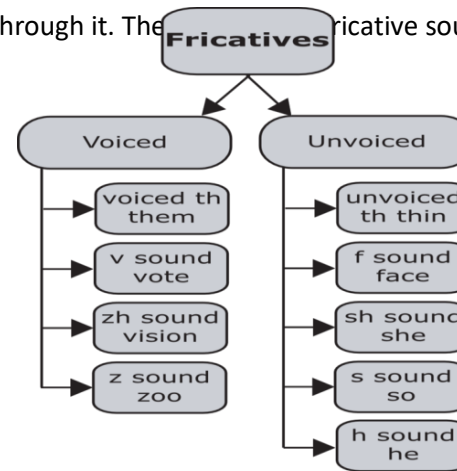 hrough it. The
ricative sou
Fricatives
Voiced
Unvoiced
voiced th
them
v sound
vote
zh sound
vision
z sound
zoo
unvoiced
th thin
f sound
face
sh sound
she
s sound
so
h sound
he